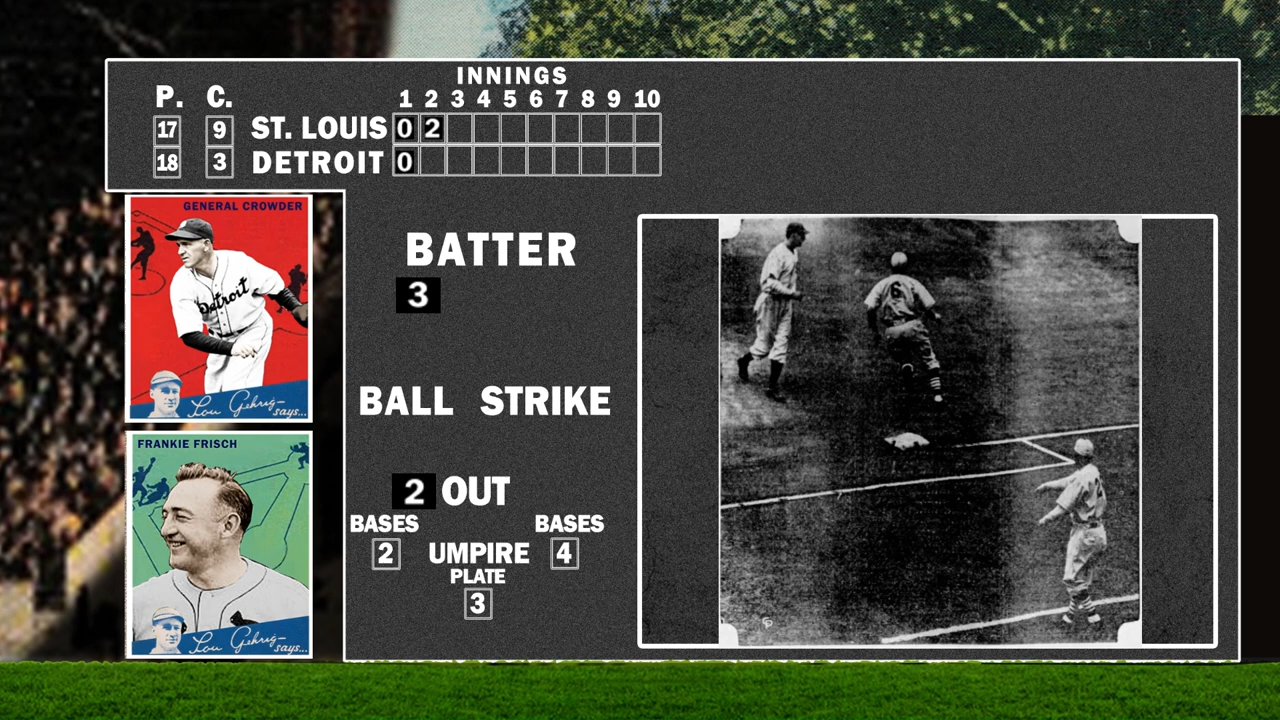 INNINGS
P. C. 1 2 3 4 5 6 7 8 9 10
17 9 ST. LOUIS 0 2
18 3 DETROIT 0
GENERAL CROWDER
Detroit
Lou Gehrig-
says...
FRANKIE FRISCH
Lou Gehrig-
says...
BATTER
3
BALL STRIKE
2 OUT
BASES BASES
2 UMPIRE 4
PLATE
3
6